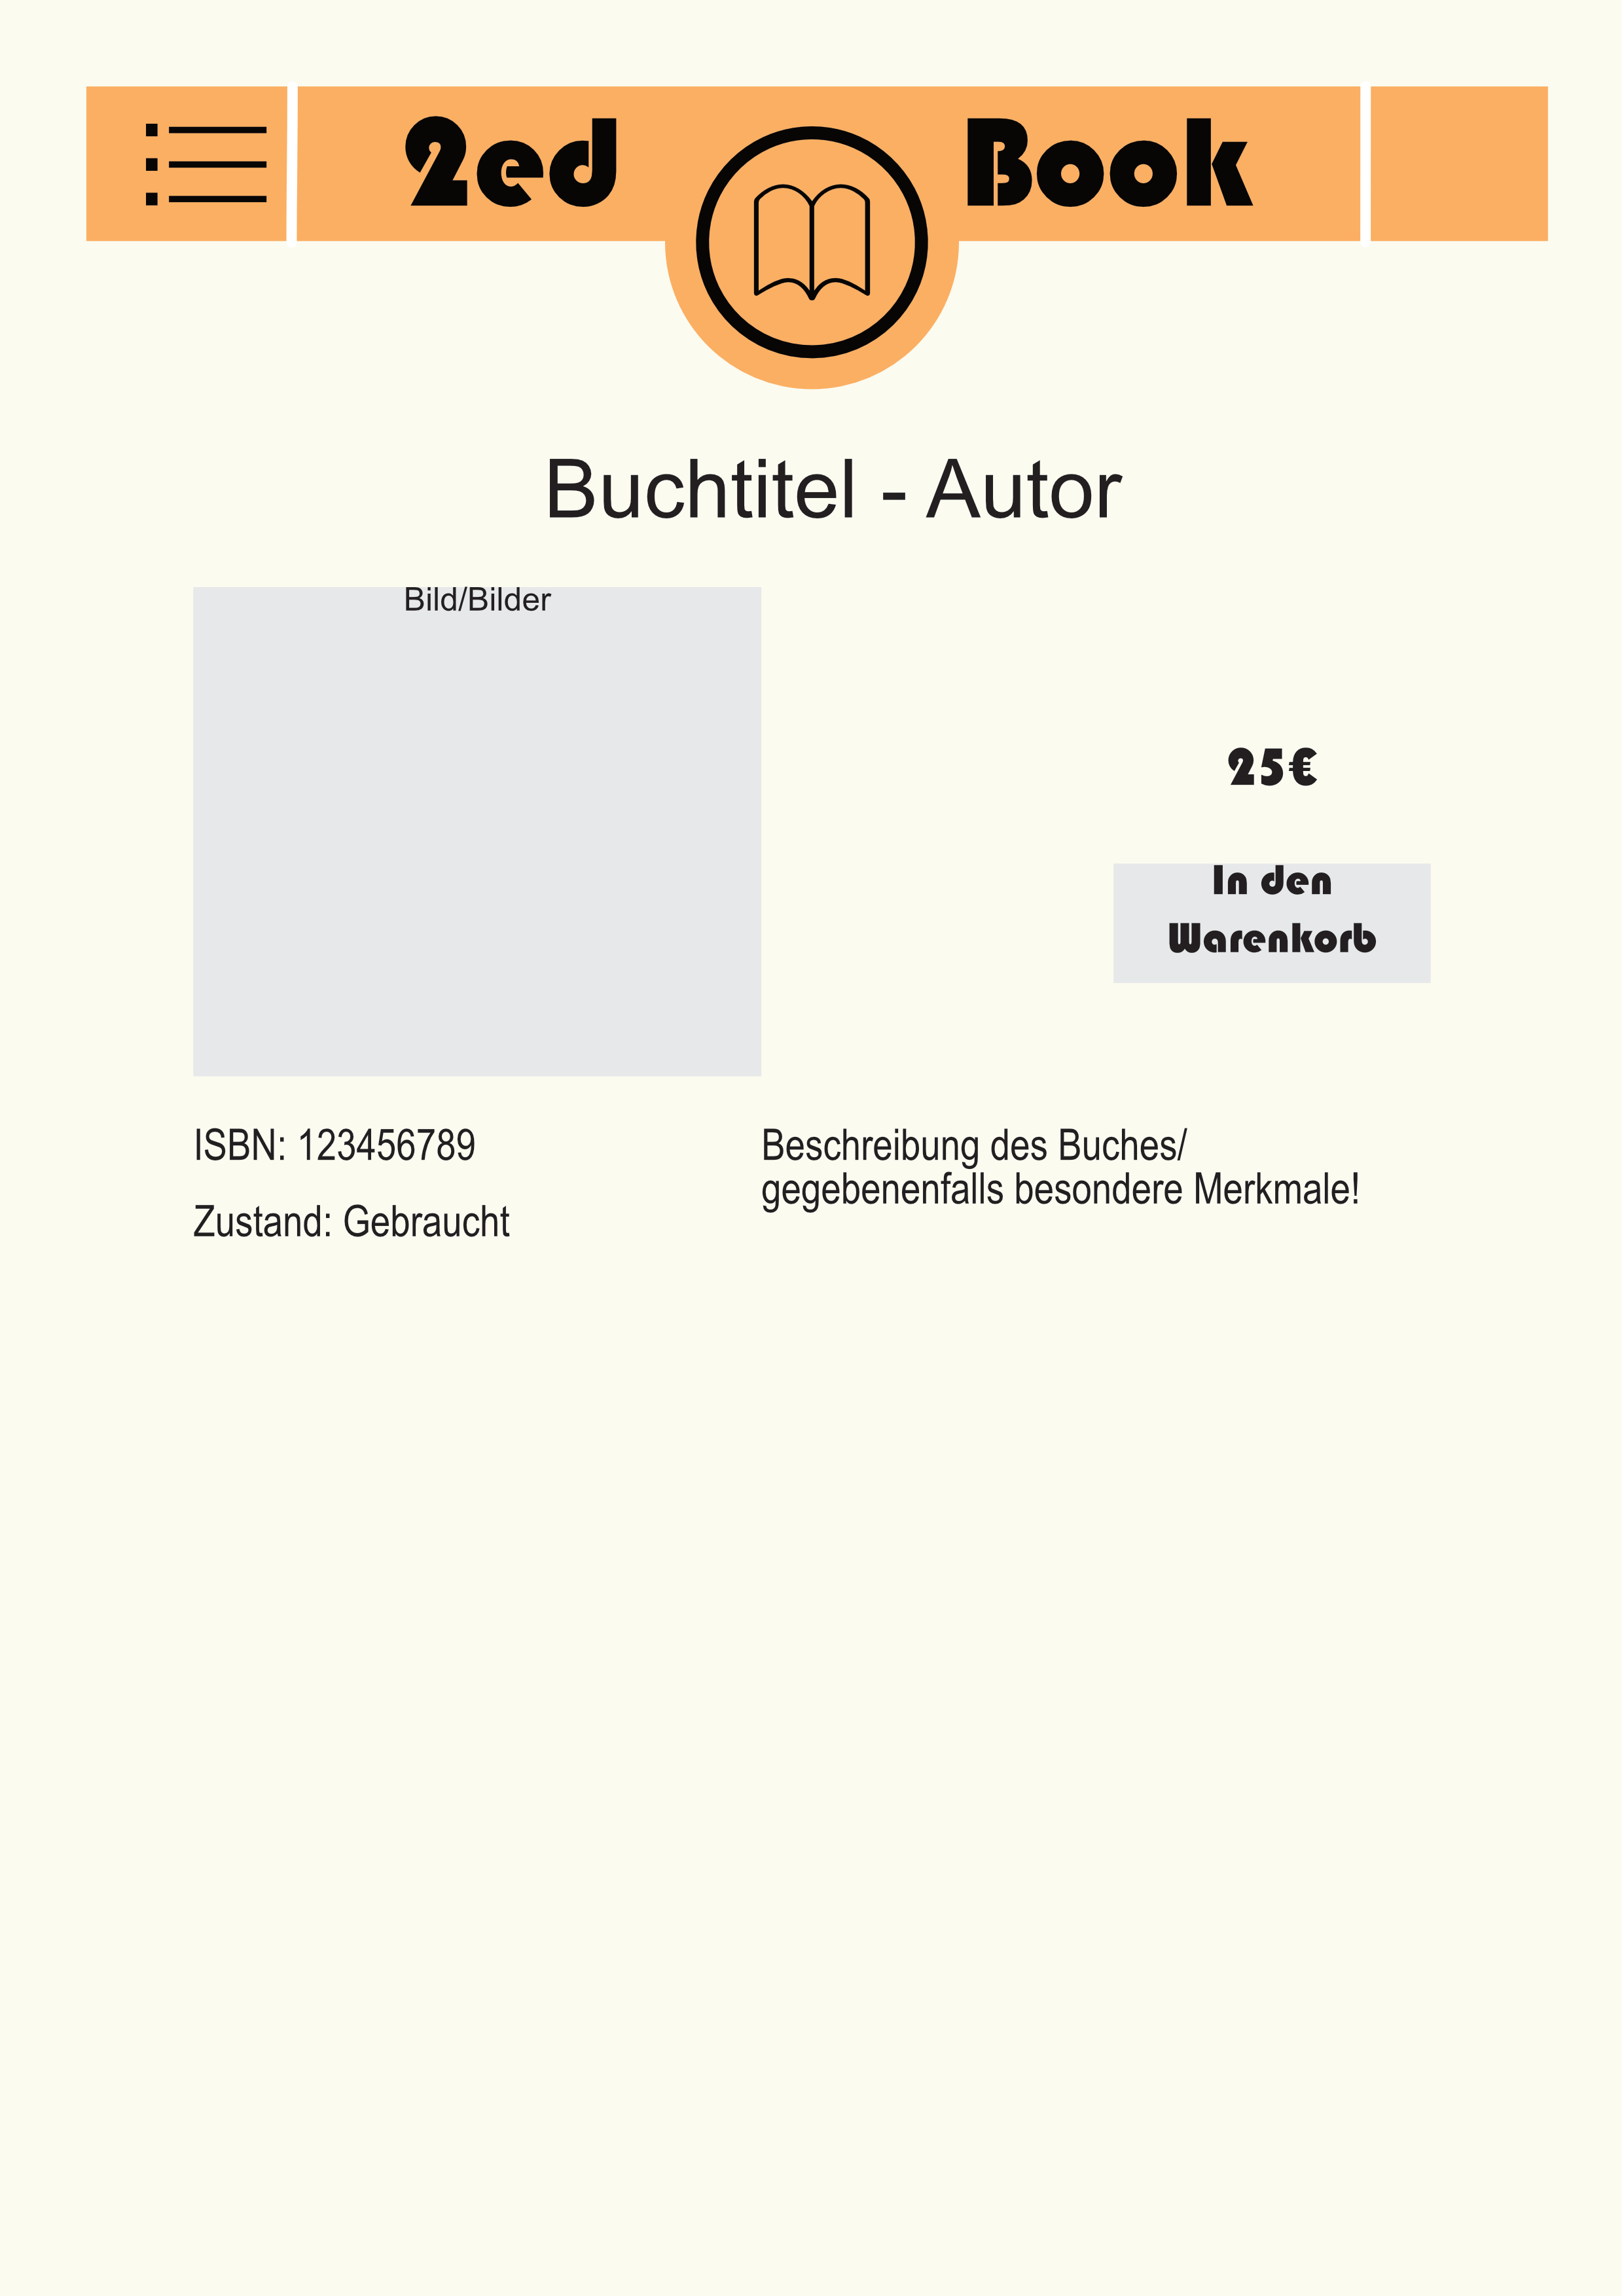 2ed Book
Buchtitel - Autor
Bild/Bilder
25€
In den
Warenkorb
ISBN: 123456789
Zustand: Gebraucht
Beschreibung des Buches/
gegebenenfalls besondere Merkmale!